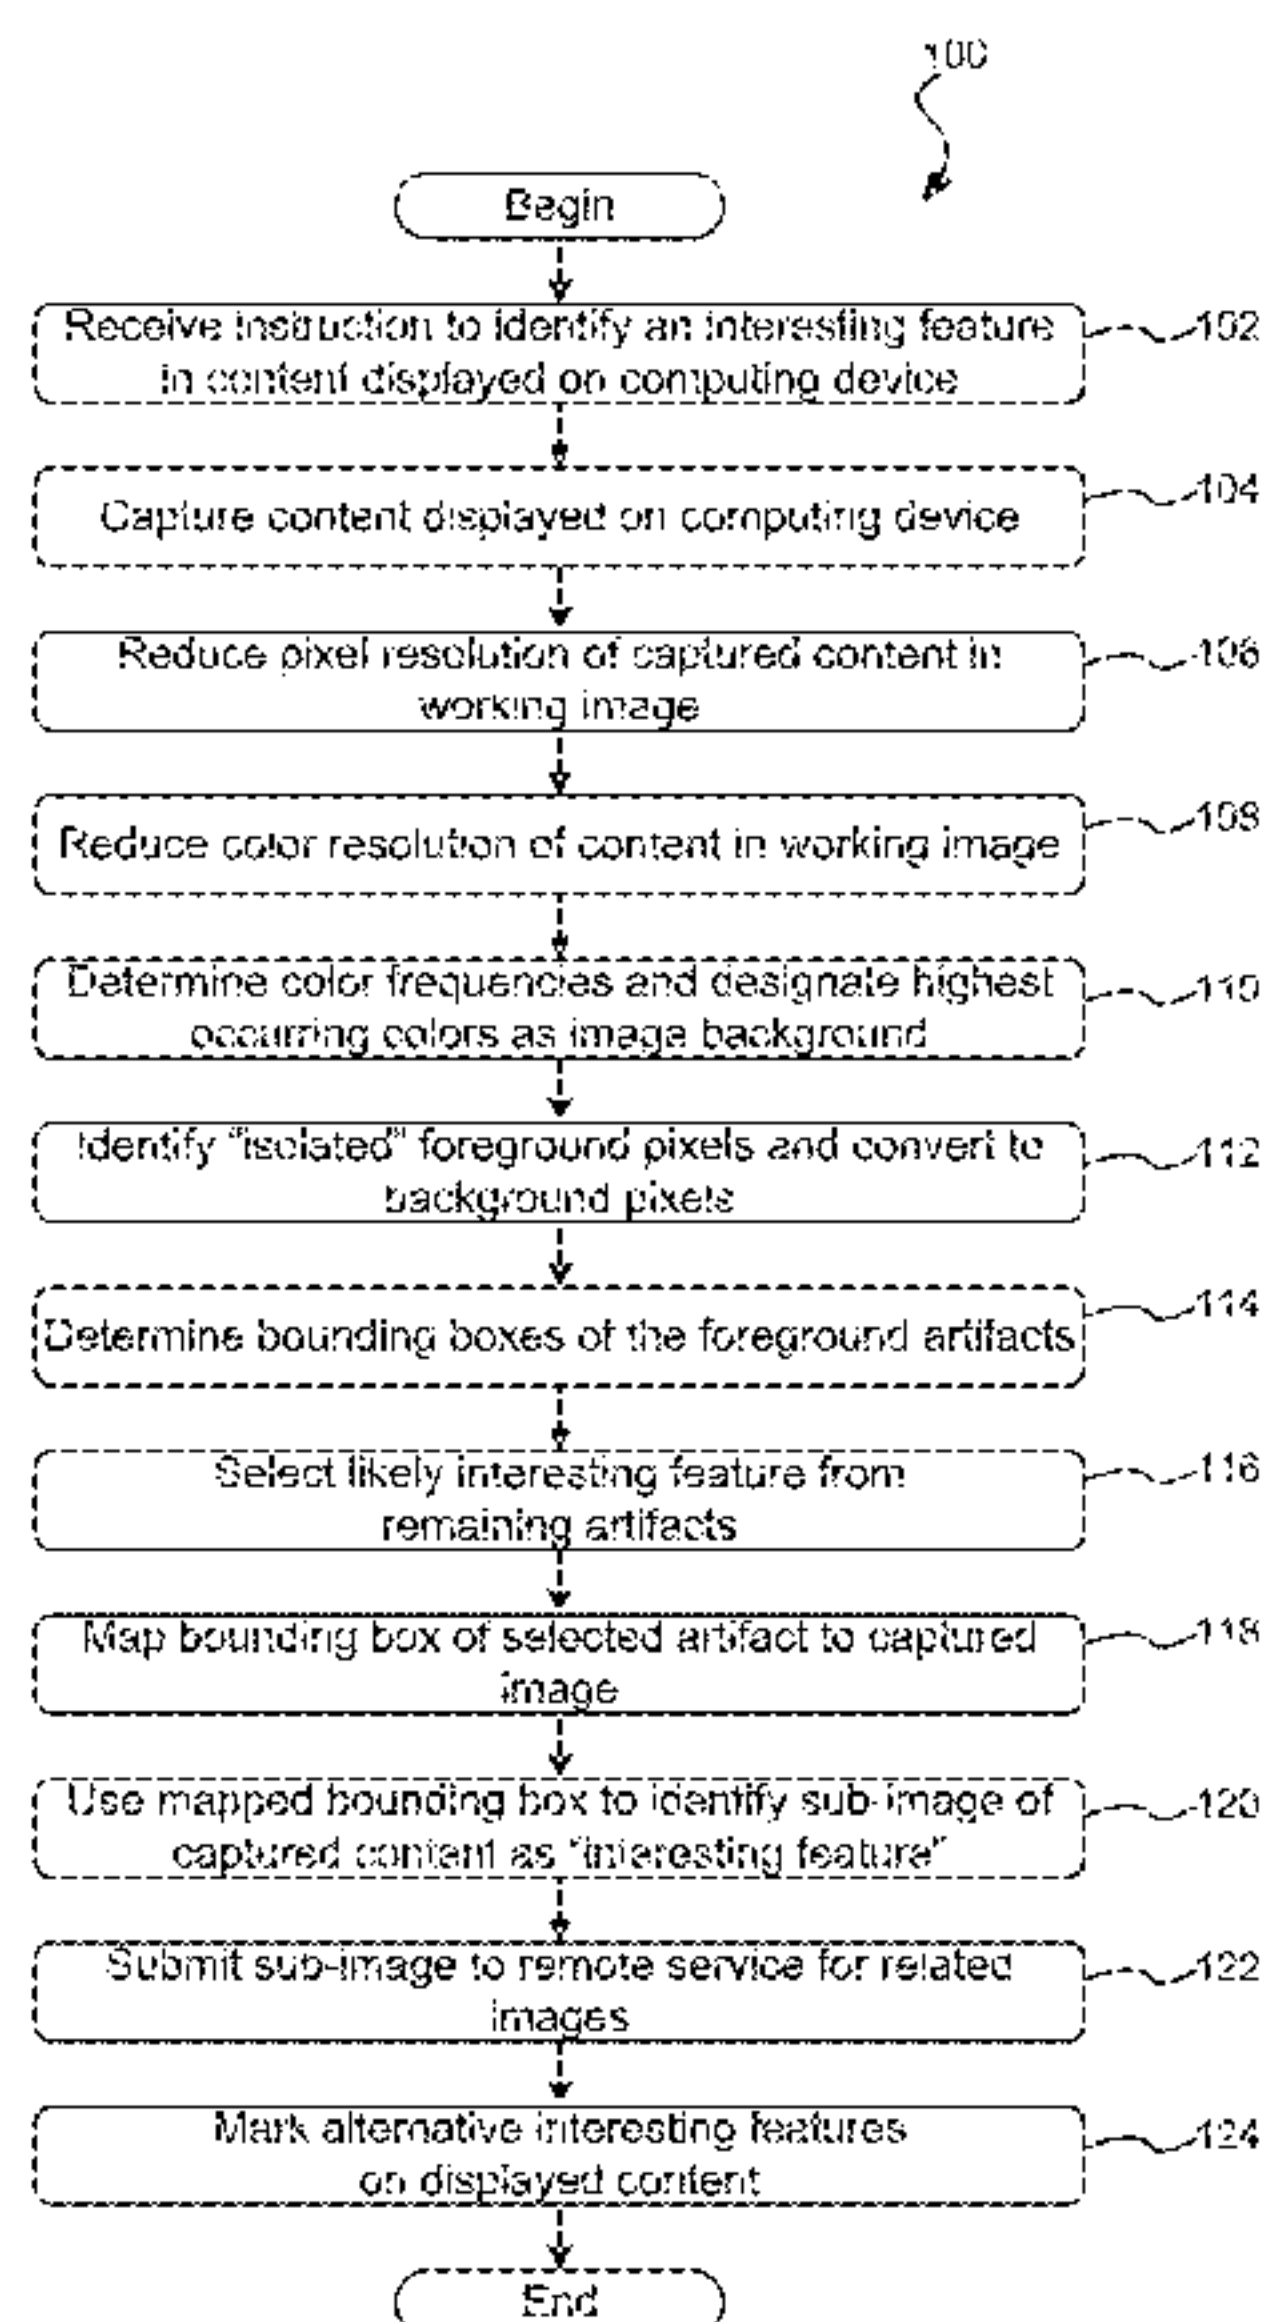 100
Begin
Receive instruction to identify an interesting feature
in content displayed on computing device
102
Capture content displayed on computing device
104
Reduce pixel resolution of captured content in
working image
106
Reduce color resolution of content in working image
108
Determine color frequencies and designate highest
occurring colors as image background
110
Identify “isolated” foreground pixels and convert to
background pixels
112
Determine bounding boxes of the foreground artifacts
114
Select likely interesting feature from
remaining artifacts
116
Map bounding box of selected artifact to captured
image
118
Use mapped bounding box to identify sub-image of
captured content as “interesting feature”
120
Submit sub-image to remote service for related
images
122
Mark alternative interesting features
on displayed content
124
End